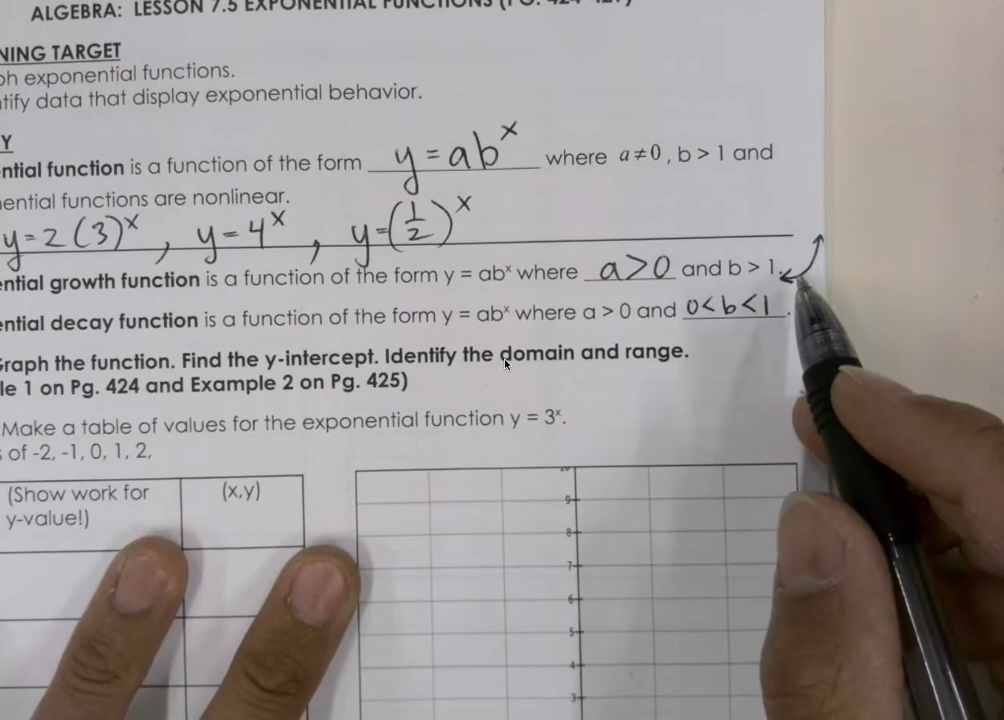 ALGEBRA: LESSON 7.5 EXPONENTIAL FUNCTIONS
NING TARGET
ph exponential functions.
tify data that display exponential behavior.
Y
ential function is a function of the form y = ab^x where a≠0, b > 1 and
nential functions are nonlinear.
y=2(3)^x, y=4^x, y=(1/2)^x
ential growth function is a function of the form y = ab^x where a>0 and b > 1.
ential decay function is a function of the form y = ab^x where a > 0 and 0<b<1.
Graph the function. Find the y-intercept. Identify the domain and range.
le 1 on Pg. 424 and Example 2 on Pg. 425)
Make a table of values for the exponential function y = 3^x.
s of -2, -1, 0, 1, 2,
(Show work for (x,y)
y-value!)
9
8
7
6
5
4
3